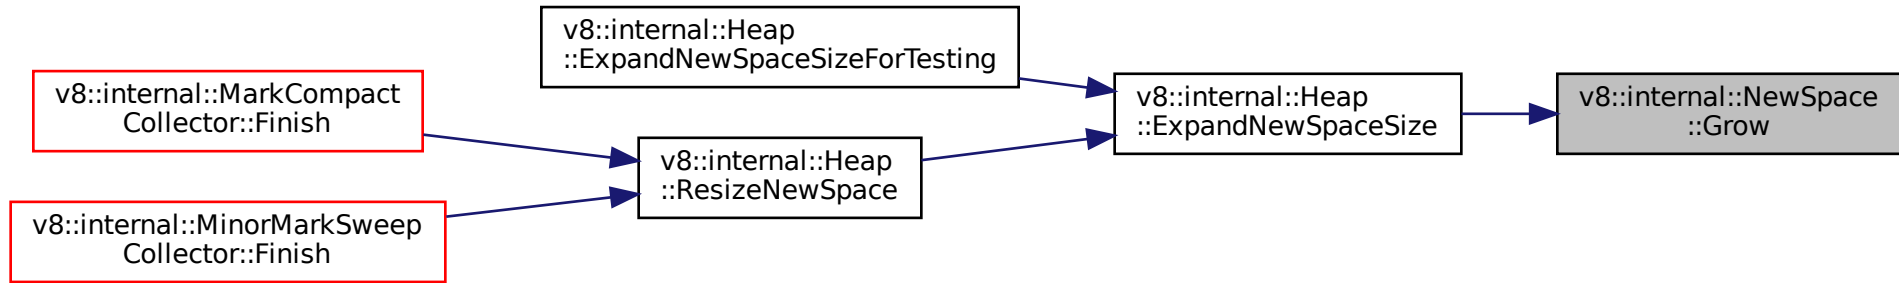 v8::internal::Heap
::ExpandNewSpaceSizeForTesting
v8::internal::MarkCompact
Collector::Finish
v8::internal::Heap
::ExpandNewSpaceSize
v8::internal::NewSpace
::Grow
v8::internal::Heap
::ResizeNewSpace
v8::internal::MinorMarkSweep
Collector::Finish